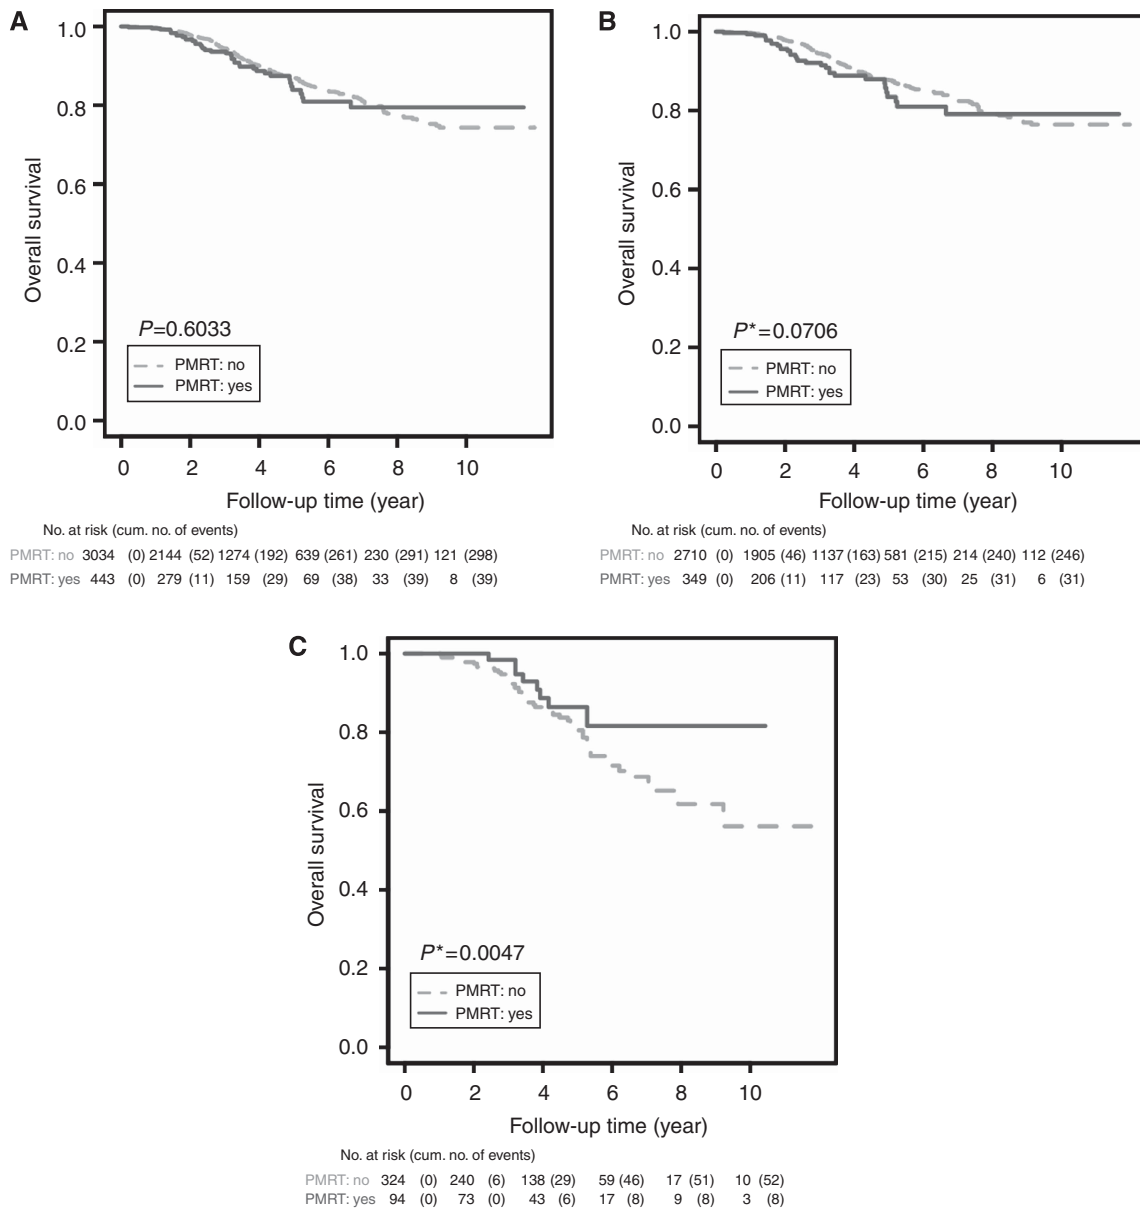 A
1.0
0.8
0.6
0.4
0.2
0.0
Overall survival
P=0.6033
PMRT: no
PMRT: yes
0 2 4 6 8 10
Follow-up time (year)
No. at risk (cum. no. of events)
PMRT: no 3034 (0) 2144 (52) 1274 (192) 639 (261) 230 (291) 121 (298)
PMRT: yes 443 (0) 279 (11) 159 (29) 69 (38) 33 (39) 8 (39)
B
1.0
0.8
0.6
0.4
0.2
0.0
Overall survival
P*=0.0706
PMRT: no
PMRT: yes
0 2 4 6 8 10
Follow-up time (year)
No. at risk (cum. no. of events)
PMRT: no 2710 (0) 1905 (46) 1137 (163) 581 (215) 214 (240) 112 (246)
PMRT: yes 349 (0) 206 (11) 117 (23) 53 (30) 25 (31) 6 (31)
C
1.0
0.8
0.6
0.4
0.2
0.0
Overall survival
P*=0.0047
PMRT: no
PMRT: yes
0 2 4 6 8 10
Follow-up time (year)
No. at risk (cum. no. of events)
PMRT: no 324 (0) 240 (6) 138 (29) 59 (46) 17 (51) 10 (52)
PMRT: yes 94 (0) 73 (0) 43 (6) 17 (8) 9 (8) 3 (8)